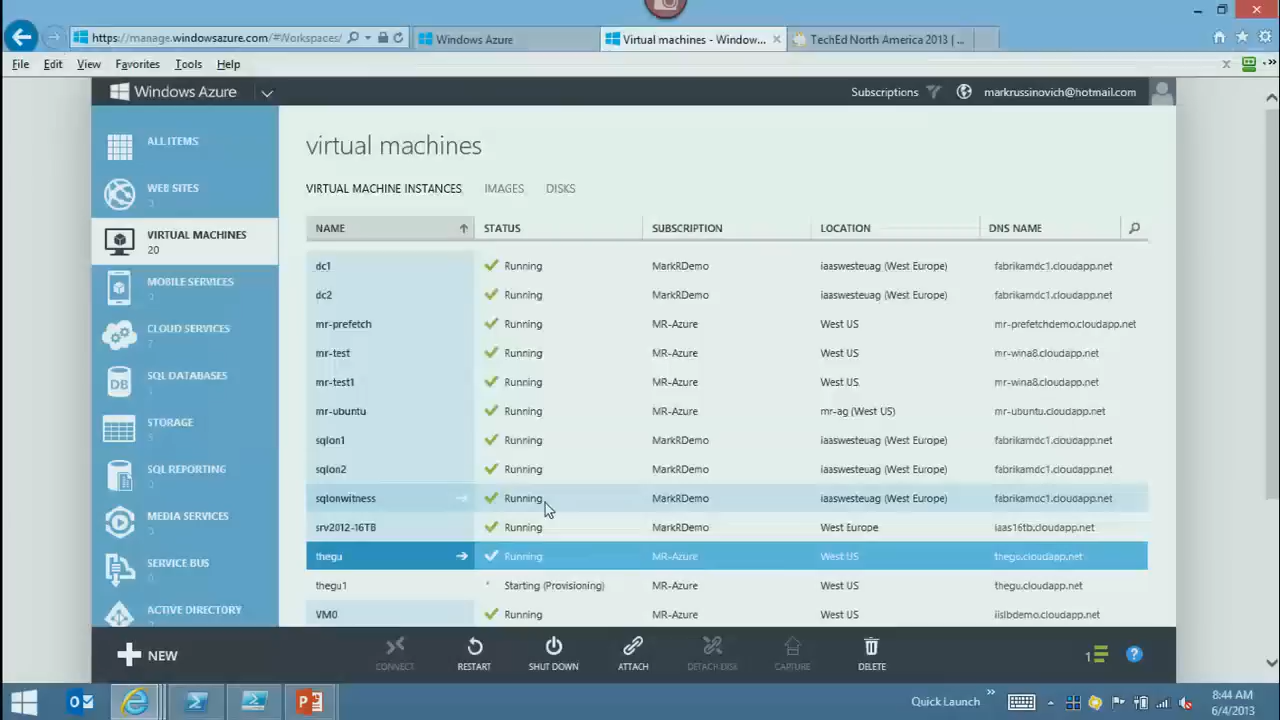 https://manage.windowsazure.com/#Workspaces/
Windows Azure
Virtual machines - Window...
TechEd North America 2013 | ...
File Edit View Favorites Tools Help
Windows Azure
Subscriptions
markrussinovich@hotmail.com
ALL ITEMS
WEB SITES
0
VIRTUAL MACHINES
20
MOBILE SERVICES
0
CLOUD SERVICES
7
SQL DATABASES
STORAGE
5
SQL REPORTING
0
MEDIA SERVICES
0
SERVICE BUS
0
ACTIVE DIRECTORY
virtual machines
VIRTUAL MACHINE INSTANCES IMAGES DISKS
NAME STATUS SUBSCRIPTION LOCATION DNS NAME
dc1 Running MarkRDemo iaaswesteuag (West Europe) fabrikamdc1.cloudapp.net
dc2 Running MarkRDemo iaaswesteuag (West Europe) fabrikamdc1.cloudapp.net
mr-prefetch Running MR-Azure West US mr-prefetchdemo.cloudapp.net
mr-test Running MR-Azure West US mr-wina8.cloudapp.net
mr-test1 Running MR-Azure West US mr-wina8.cloudapp.net
mr-ubuntu Running MR-Azure mr-ag (West US) mr-ubuntu.cloudapp.net
sqlon1 Running MarkRDemo iaaswesteuag (West Europe) fabrikamdc1.cloudapp.net
sqlon2 Running MarkRDemo iaaswesteuag (West Europe) fabrikamdc1.cloudapp.net
sqlonwitness Running MarkRDemo iaaswesteuag (West Europe) fabrikamdc1.cloudapp.net
srv2012-16TB Running MarkRDemo West Europe iaas16tb.cloudapp.net
thegu Running MR-Azure West US thegu.cloudapp.net
thegu1 Starting (Provisioning) MR-Azure West US thegu.cloudapp.net
VM0 Running MR-Azure West US iislbdemo.cloudapp.net
NEW
CONNECT
RESTART
SHUT DOWN
ATTACH
DETACH DISK
CAPTURE
DELETE
1
Quick Launch
8:44 AM
6/4/2013